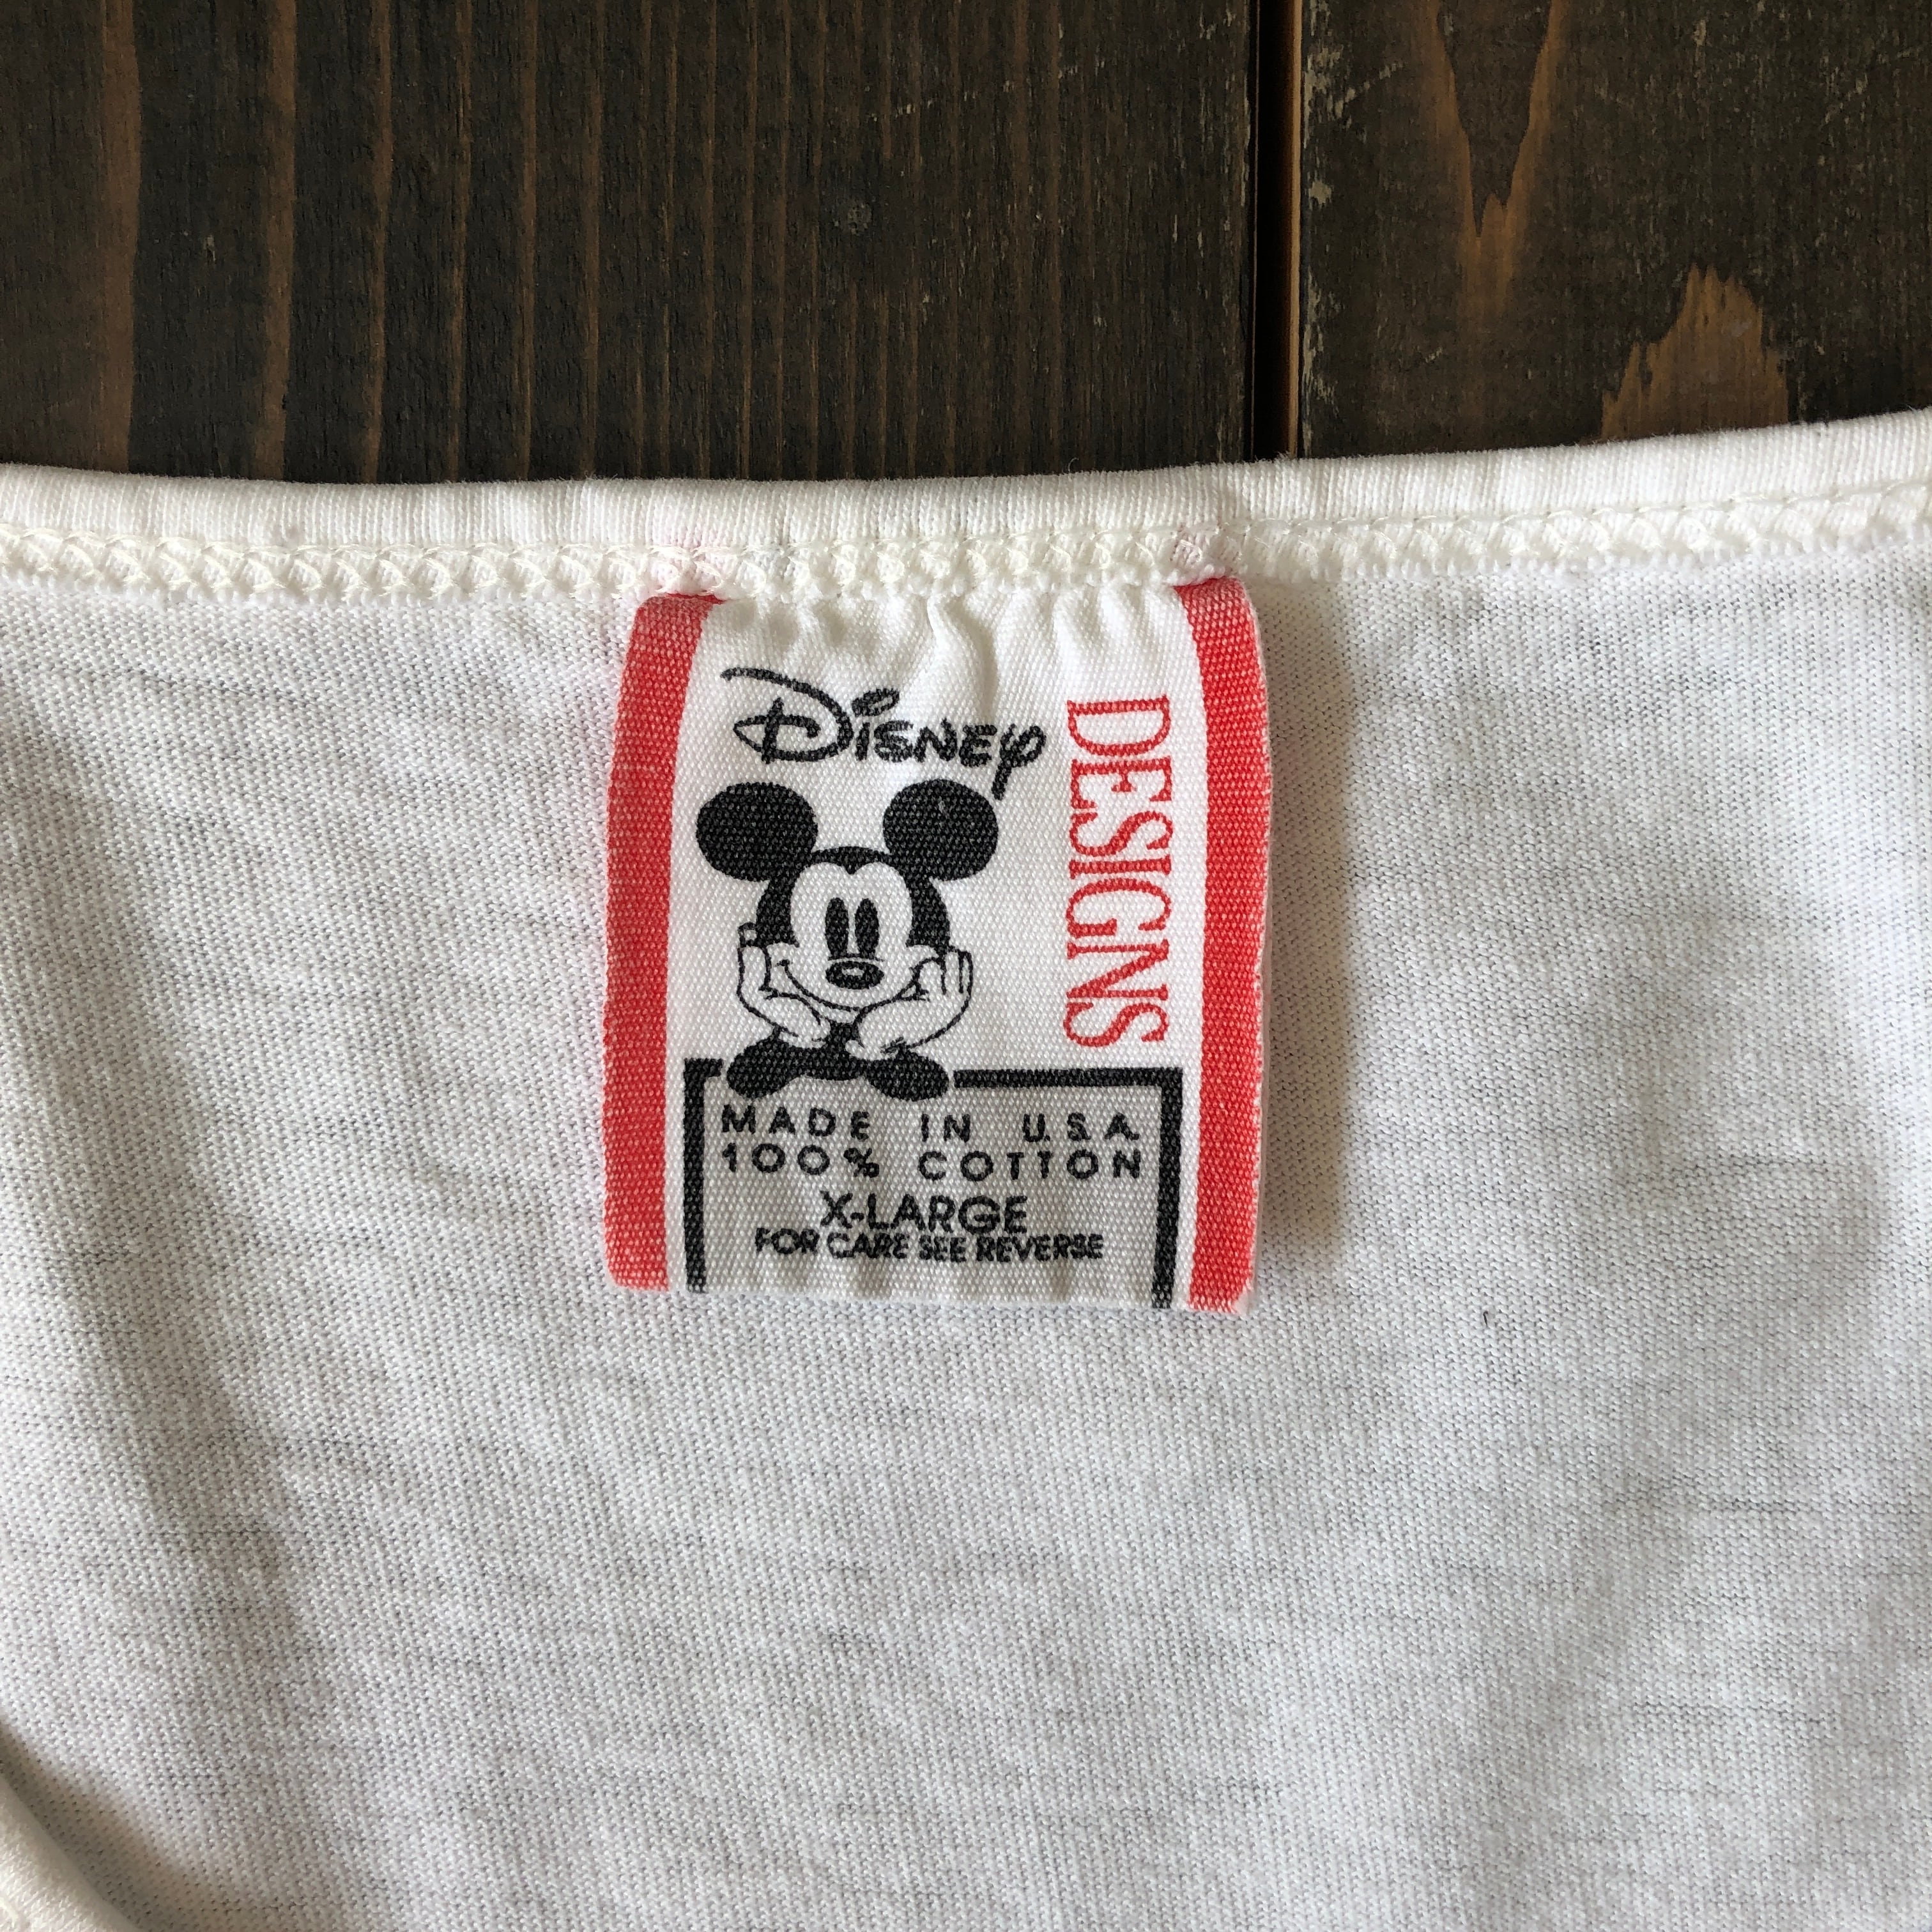 Disney
DESIGNS
MADE IN U.S.A.
100% COTTON
X-LARGE
FOR CARE SEE REVERSE